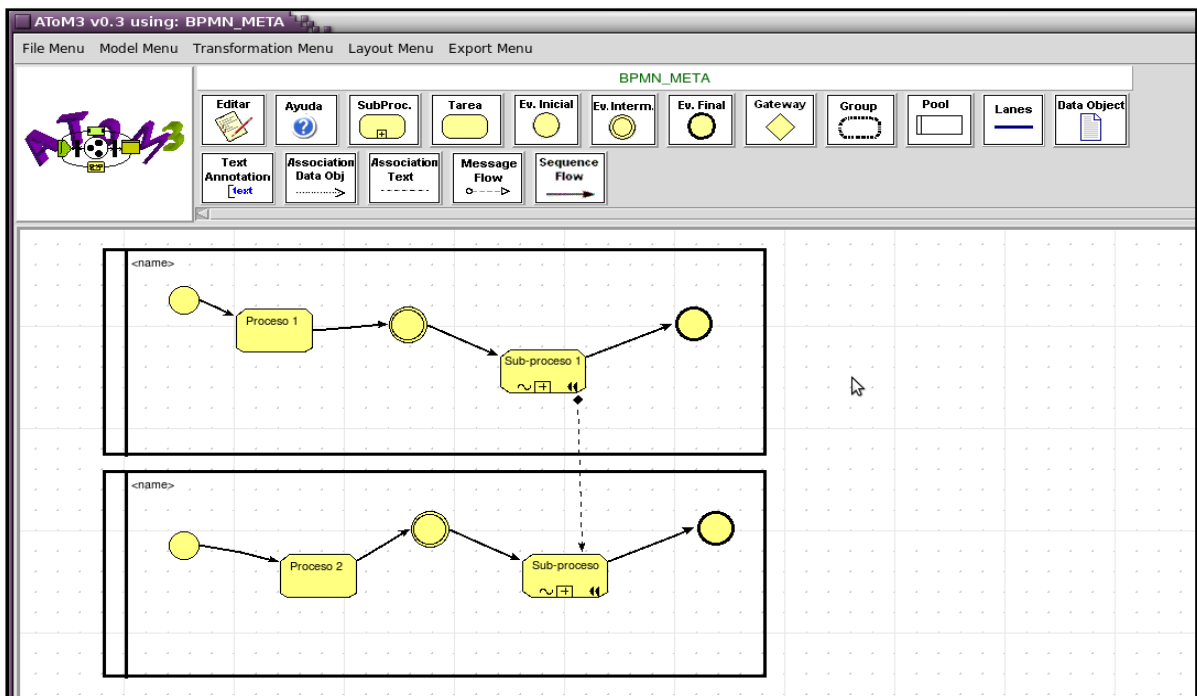 AToM3 v0.3 using: BPMN_META
File Menu Model Menu Transformation Menu Layout Menu Export Menu
BPMN_META
AToM3
Editar
Ayuda
SubProc.
Tarea
Ev. Inicial
Ev.Interm.
Ev. Final
Gateway
Group
Pool
Lanes
Data Object
Text
Annotation
text
Association
Data Obj
Association
Text
Message
Flow
Sequence
Flow
<name>
Proceso 1
Sub-proceso 1
<name>
Proceso 2
Sub-proceso